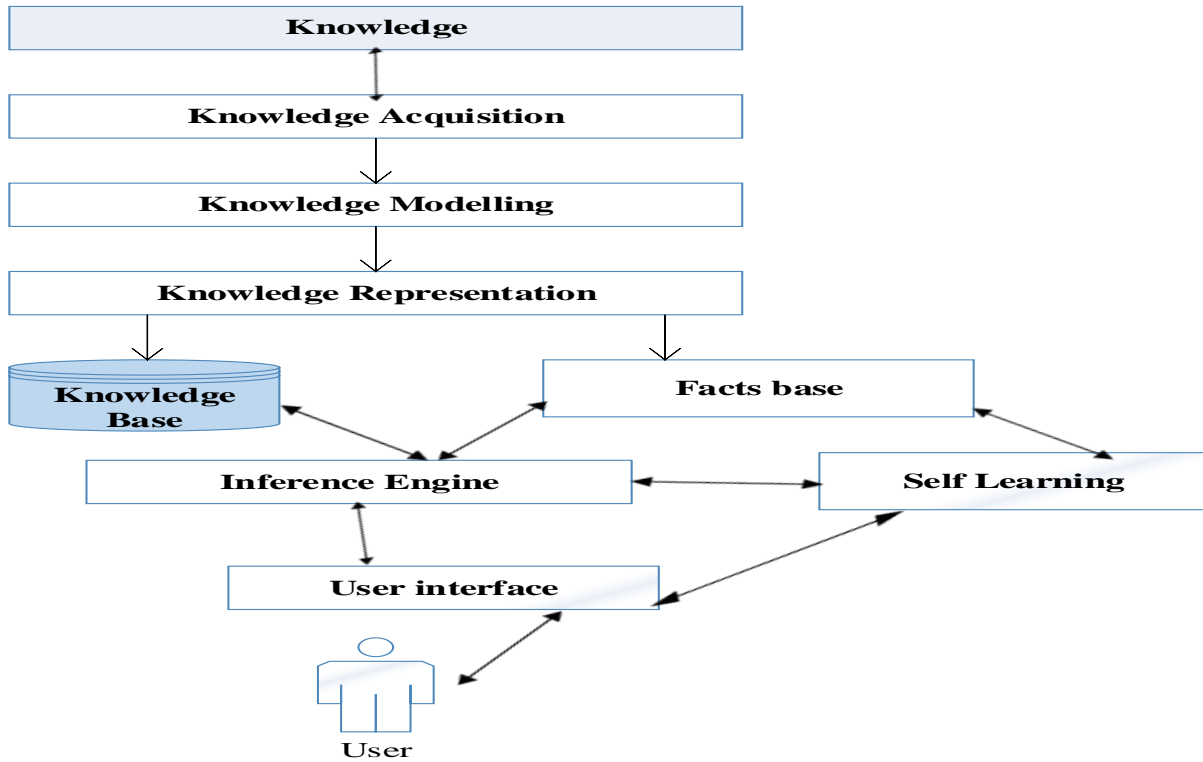 Knowledge
Knowledge Acquisition
Knowledge Modelling
Knowledge Representation
Knowledge
Base
Facts base
Inference Engine
Self Learning
User interface
User